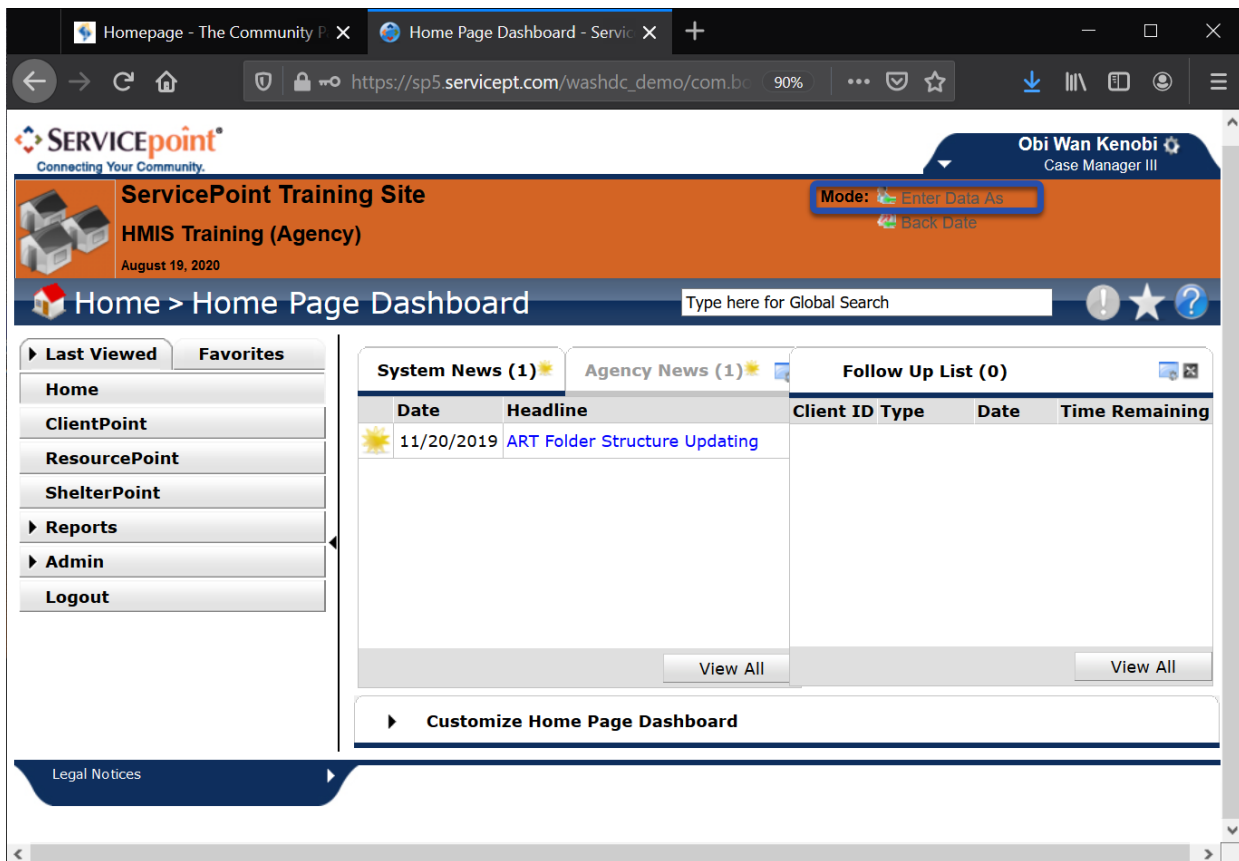 Homepage - The Community P
Home Page Dashboard - Servic
https://sp5.servicept.com/washdc_demo/com.bo
90%
SERVICEpoint®
Connecting Your Community.
Obi Wan Kenobi
Case Manager III
ServicePoint Training Site
HMIS Training (Agency)
August 19, 2020
Mode: Enter Data As
Back Date
Home > Home Page Dashboard
Type here for Global Search
Last Viewed Favorites
Home
ClientPoint
ResourcePoint
ShelterPoint
Reports
Admin
Logout
System News (1) Agency News (1)
Date Headline
11/20/2019 ART Folder Structure Updating
View All
Follow Up List (0)
Client ID Type Date Time Remaining
View All
Customize Home Page Dashboard
Legal Notices